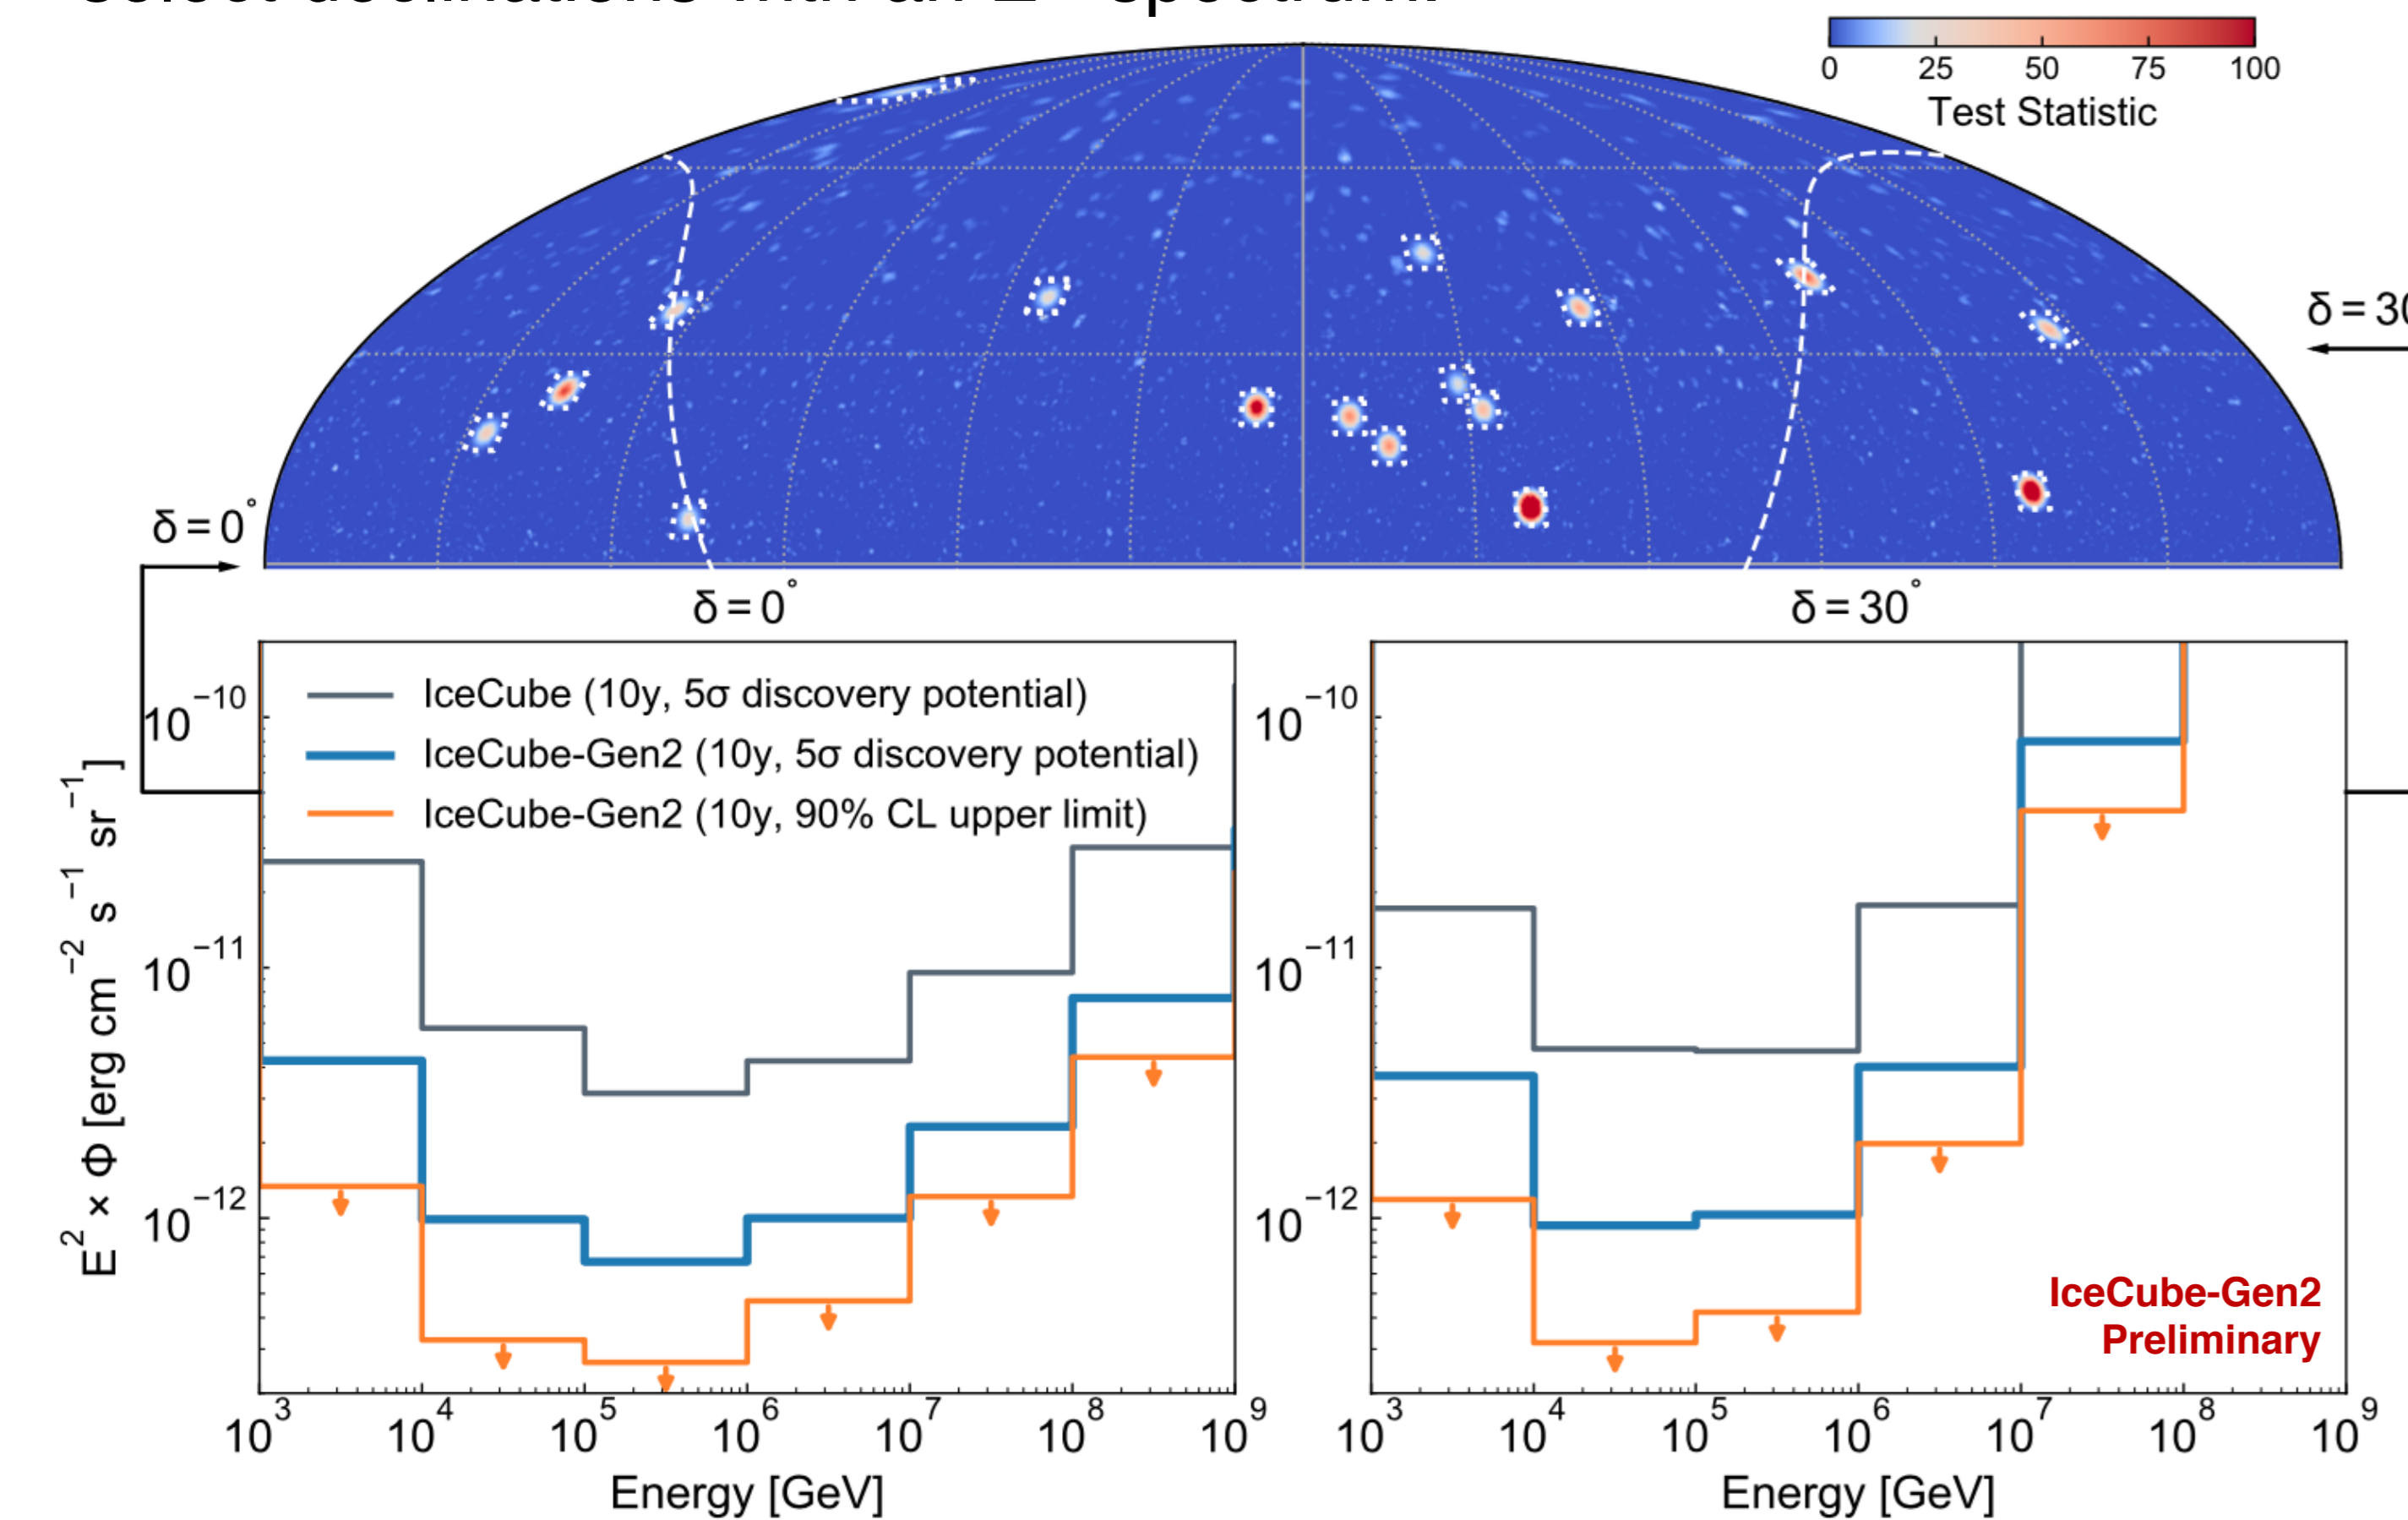 0 25 50 75 100
Test Statistic
δ = 30
δ = 0°
δ = 0°
δ = 30°
IceCube (10y, 5σ discovery potential)
IceCube-Gen2 (10y, 5σ discovery potential)
IceCube-Gen2 (10y, 90% CL upper limit)
E² × Φ [erg cm⁻² s⁻¹ sr⁻¹]
10⁻¹⁰
10⁻¹¹
10⁻¹²
10³ 10⁴ 10⁵ 10⁶ 10⁷ 10⁸ 10⁹
Energy [GeV]
10⁻¹⁰
10⁻¹¹
10⁻¹²
IceCube-Gen2
Preliminary
10³ 10⁴ 10⁵ 10⁶ 10⁷ 10⁸ 10⁹
Energy [GeV]